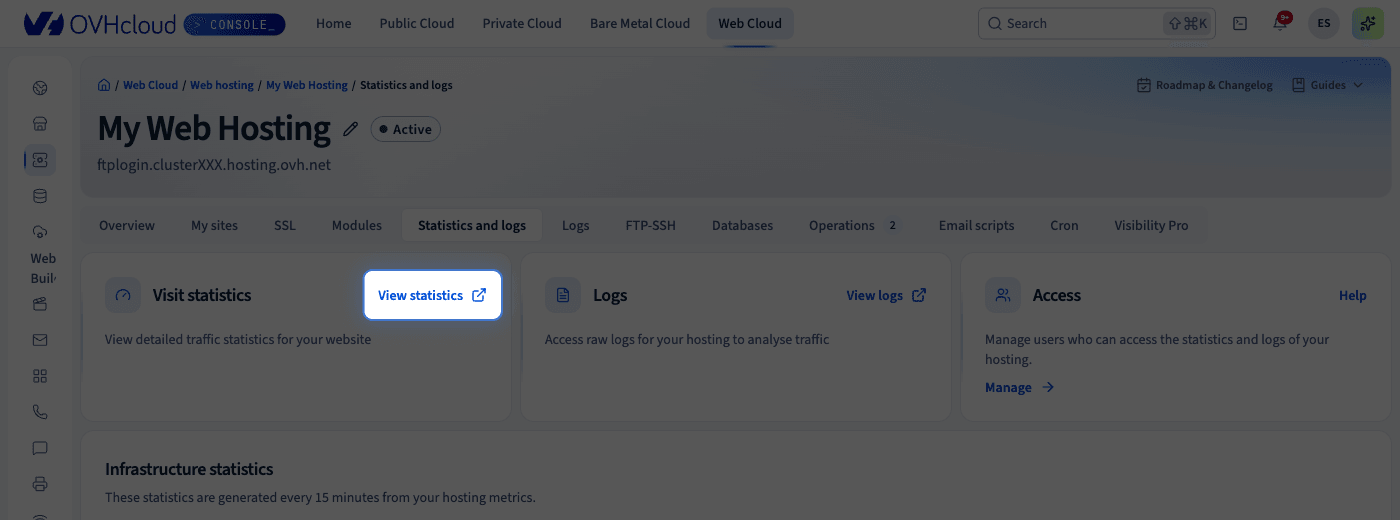 OVHcloud > CONSOLE_
Home Public Cloud Private Cloud Bare Metal Cloud Web Cloud
Search ⇧⌘K 9+ ES
/ Web Cloud / Web hosting / My Web Hosting / Statistics and logs
Roadmap & Changelog Guides
My Web Hosting Active
ftplogin.clusterXXX.hosting.ovh.net
Overview My sites SSL Modules Statistics and logs Logs FTP-SSH Databases Operations 2 Email scripts Cron Visibility Pro
Web
Visit statistics View statistics
View detailed traffic statistics for your website
Logs View logs
Access raw logs for your hosting to analyse traffic
Access Help
Manage users who can access the statistics and logs of your
hosting.
Manage
Infrastructure statistics
These statistics are generated every 15 minutes from your hosting metrics.